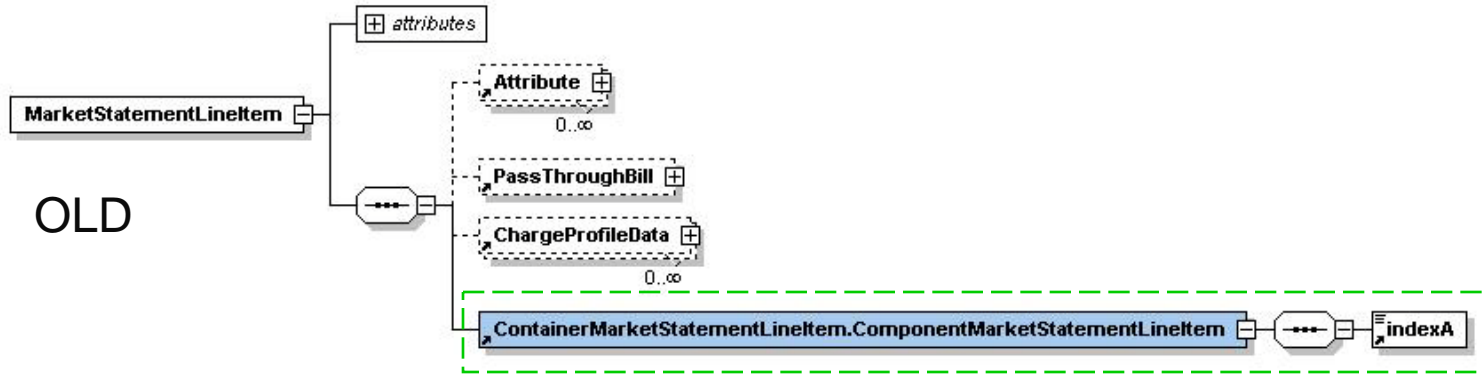 attributes
Attribute
0..∞
MarketStatementLineItem
PassThroughBill
OLD
ChargeProfileData
0..∞
ContainerMarketStatementLineItem.ComponentMarketStatementLineItem
indexA